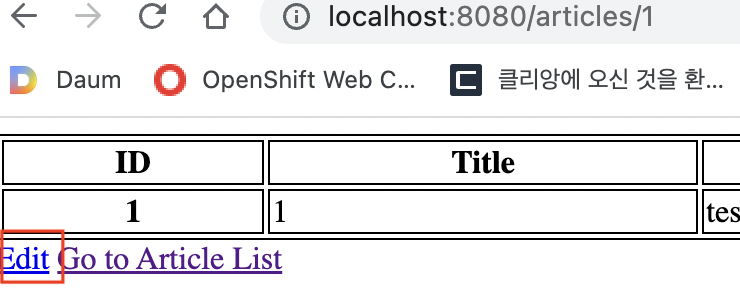 localhost:8080/articles/1
Daum OpenShift Web C... 클리앙에 오신 것을 환...
ID Title
1 1 tes
Edit Go to Article List